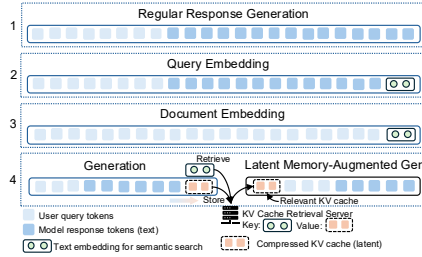 1
Regular Response Generation
2
Query Embedding
3
Document Embedding
4
Generation
Retrieve
Latent Memory-Augmented Gen
Store
Relevant KV cache
User query tokens
Model response tokens (text)
Text embedding for semantic search
KV Cache Retrieval Server
Key: Value:
Compressed KV cache (latent)